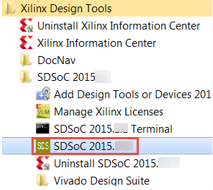 Xilinx Design Tools
Uninstall Xilinx Information Center
Xilinx Information Center
DocNav
SDSoC 2015
Add Design Tools or Devices 201
Manage Xilinx Licenses
SDSoC 2015. Terminal
SDSoC 2015.
Uninstall SDSoC 2015.
Vivado Design Suite